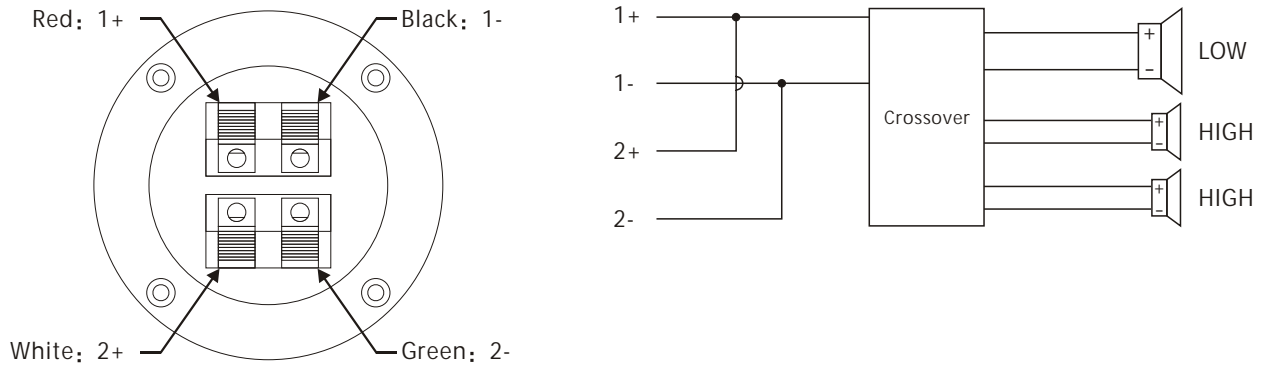 Red: 1+
Black: 1-
White: 2+
Green: 2-
1+
1-
2+
2-
Crossover
+
-
LOW
+
-
HIGH
+
-
HIGH